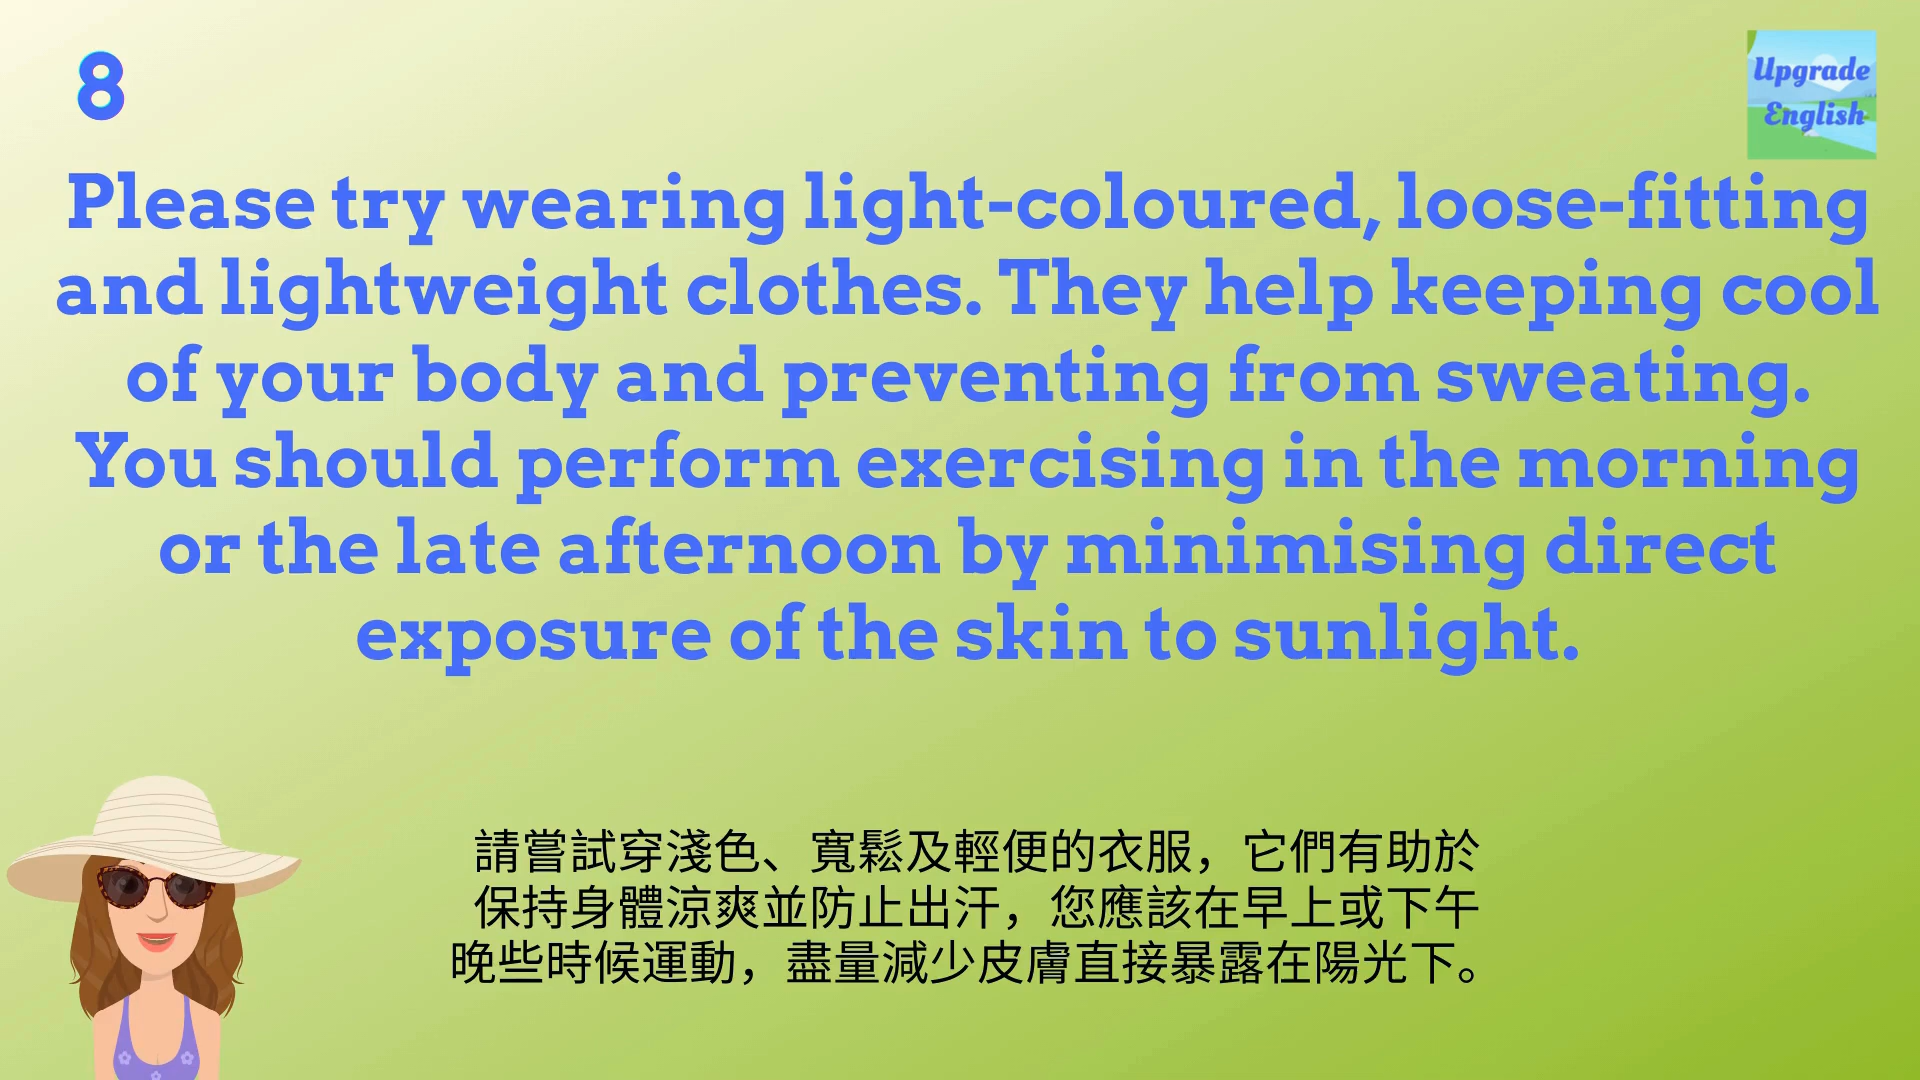 8
Upgrade
English
Please try wearing light-coloured, loose-fitting
and lightweight clothes. They help keeping cool
of your body and preventing from sweating.
You should perform exercising in the morning
or the late afternoon by minimising direct
exposure of the skin to sunlight.
請嘗試穿淺色、寬鬆及輕便的衣服，它們有助於
保持身體涼爽並防止出汗，您應該在早上或下午
晚些時候運動，盡量減少皮膚直接暴露在陽光下。